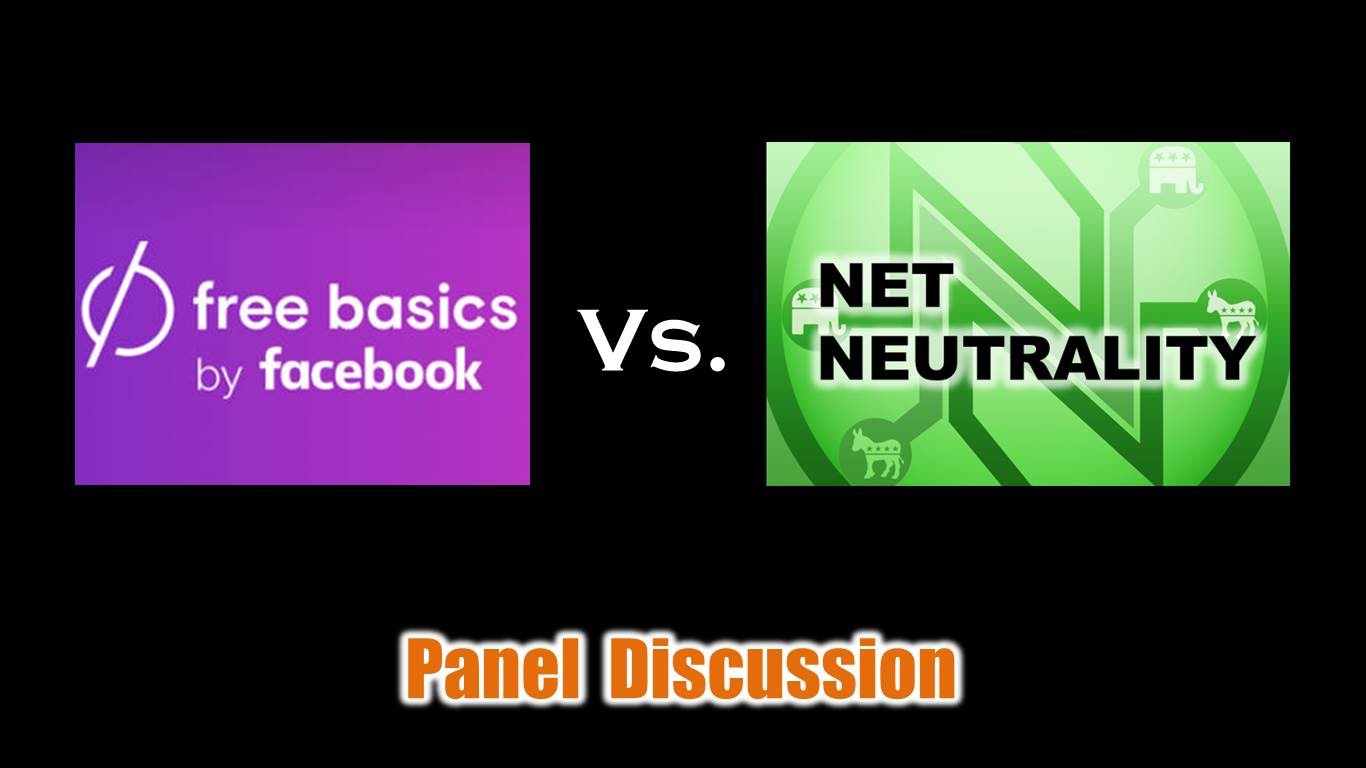 free basics
by facebook
Vs.
NET
NEUTRALITY
Panel Discussion